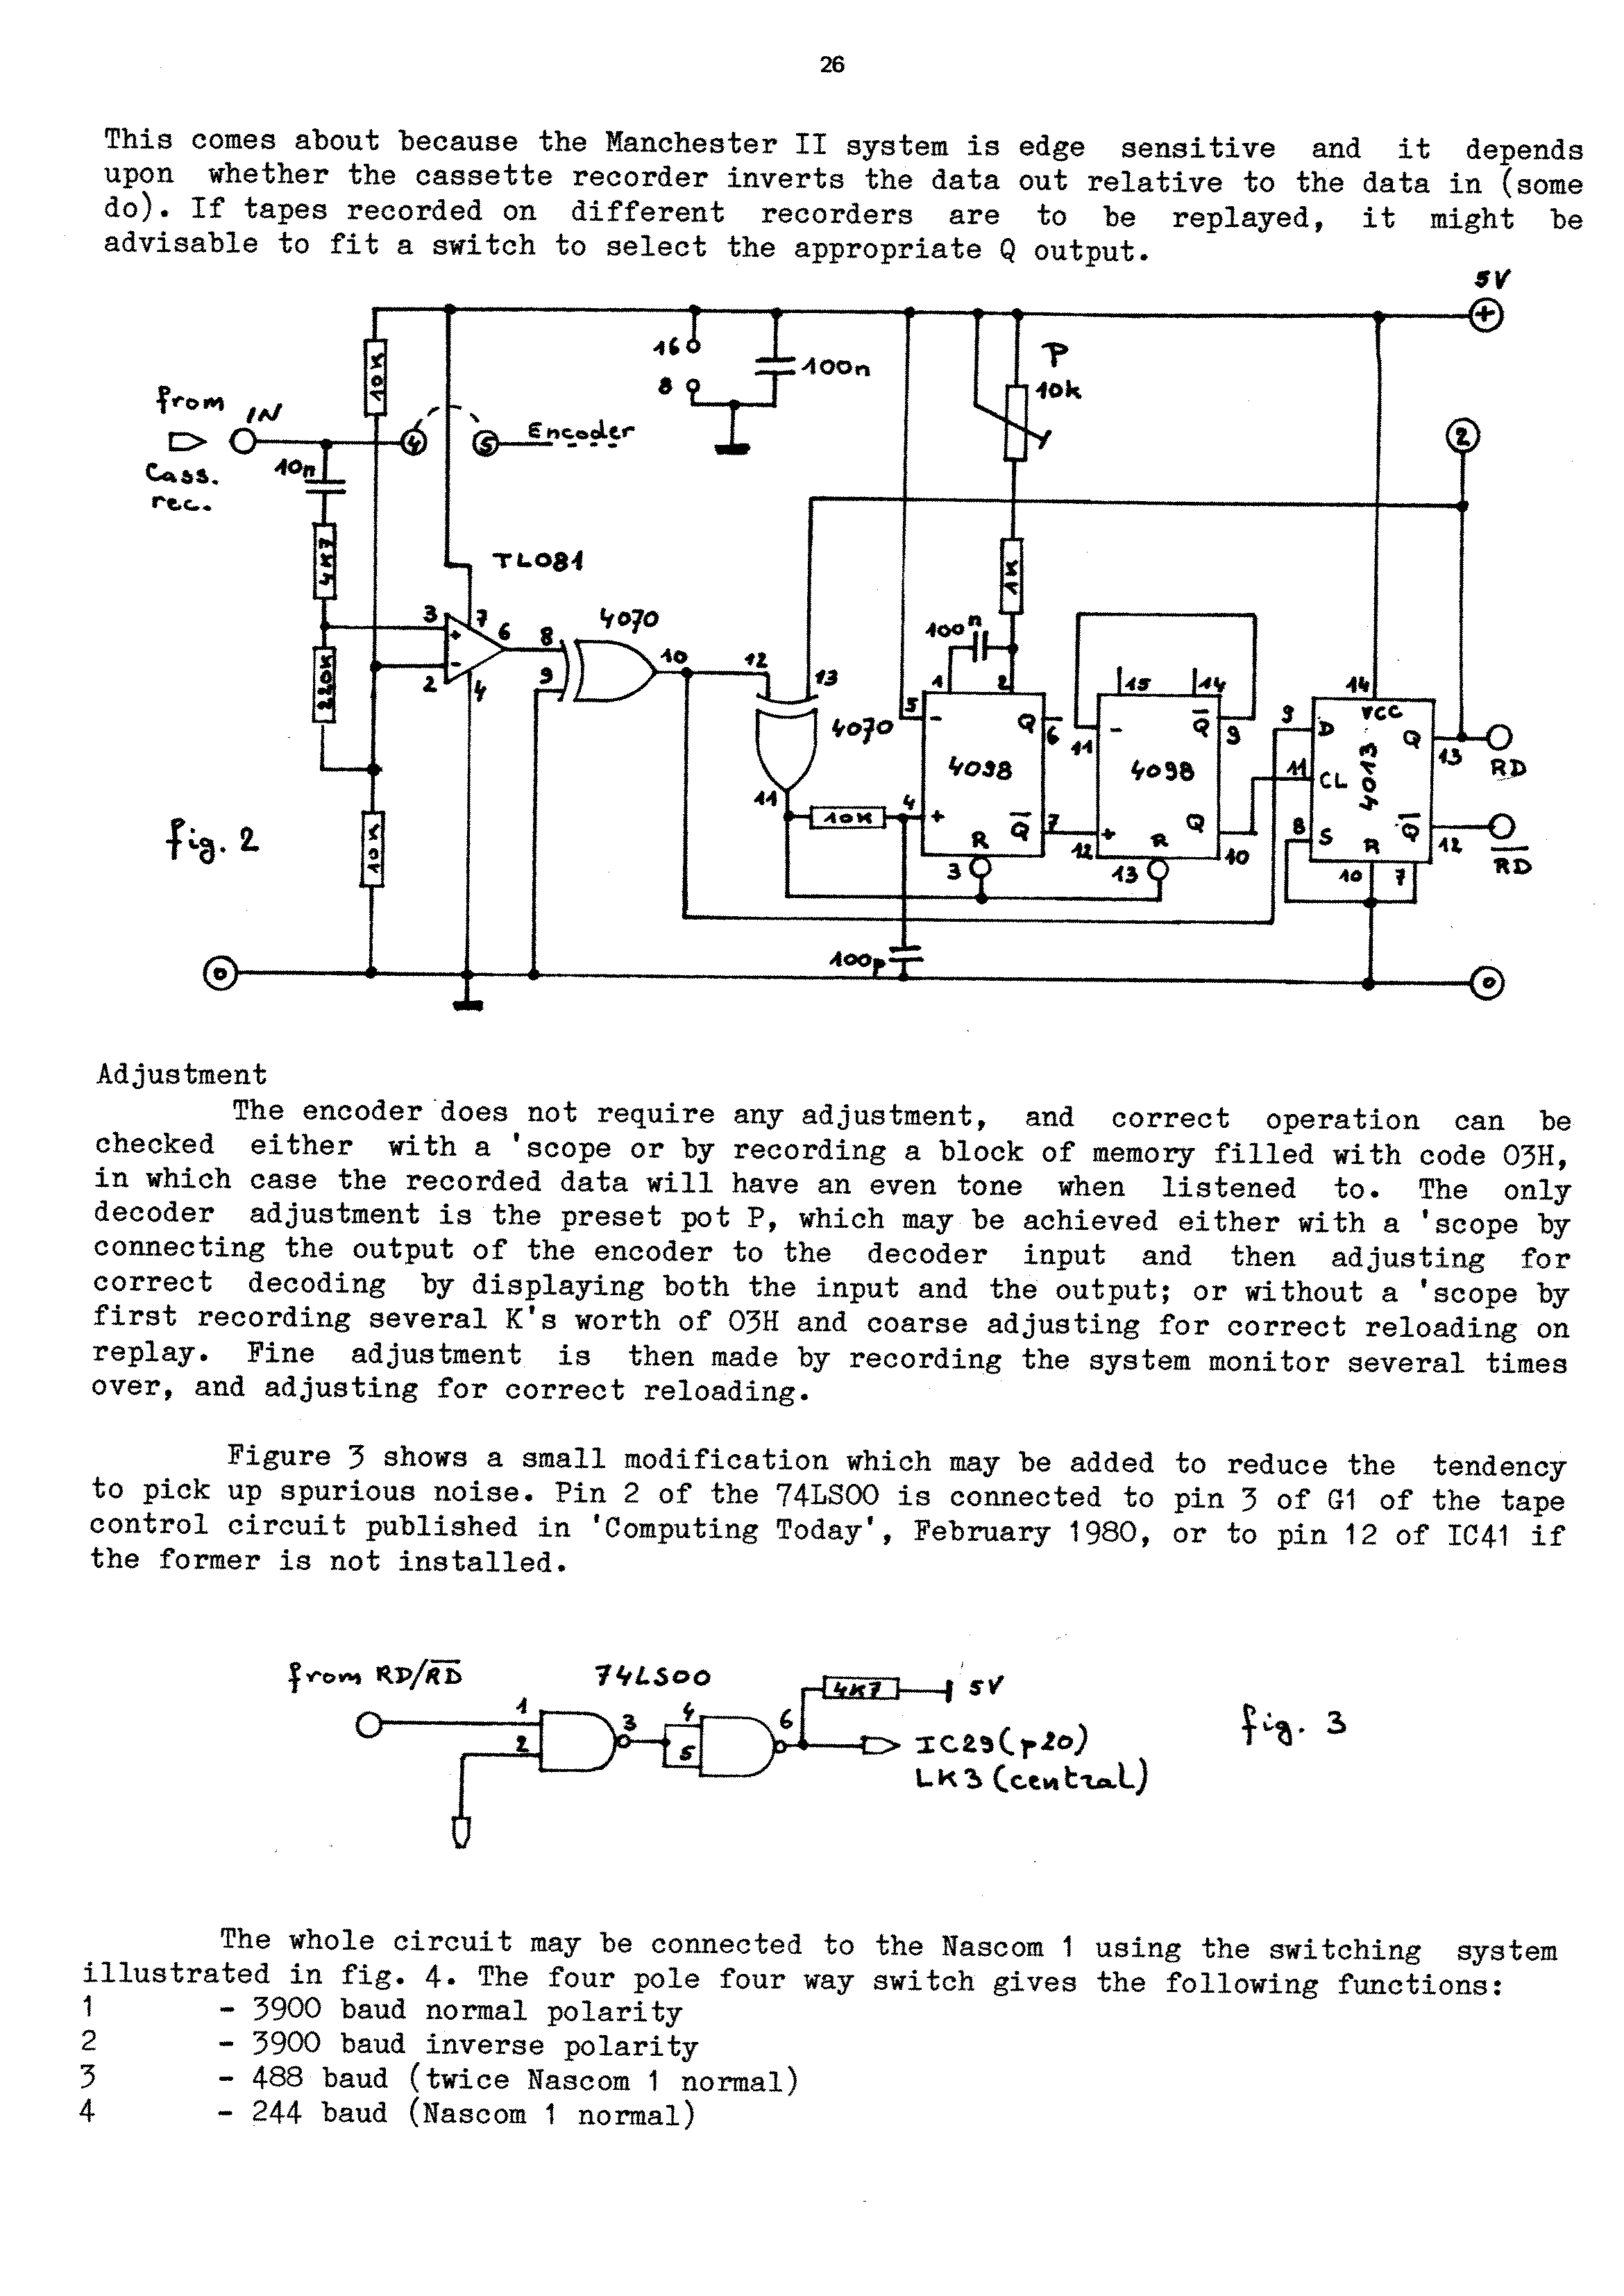 26
This comes about because the Manchester II system is edge sensitive and it depends
upon whether the cassette recorder inverts the data out relative to the data in (some
do). If tapes recorded on different recorders are to be replayed, it might be
advisable to fit a switch to select the appropriate Q output.
5V
+
16
8
100n
P
10k
10K
from
IN
Cass.
rec.
4
5
Encoder
2
10n
4K7
220K
TL081
3
7
6
2
4
4070
8
9
10
12
13
4070
11
10K
100n
1K
1
2
5
-
Q
6
4098
4
+
Q̅
7
R
3
15
14
11
-
Q̅
9
4098
Q
10
12
+
R
13
14
VCC
9
D
Q
13
RD
11
CL
4013
8
S
R
Q̅
12
R̅D̅
10
7
10K
100p
fig. 2
0
0
Adjustment
The encoder does not require any adjustment, and correct operation can be
checked either with a 'scope or by recording a block of memory filled with code 03H,
in which case the recorded data will have an even tone when listened to. The only
decoder adjustment is the preset pot P, which may be achieved either with a 'scope by
connecting the output of the encoder to the decoder input and then adjusting for
correct decoding by displaying both the input and the output; or without a 'scope by
first recording several K's worth of 03H and coarse adjusting for correct reloading on
replay. Fine adjustment is then made by recording the system monitor several times
over, and adjusting for correct reloading.
Figure 3 shows a small modification which may be added to reduce the tendency
to pick up spurious noise. Pin 2 of the 74LS00 is connected to pin 3 of G1 of the tape
control circuit published in 'Computing Today', February 1980, or to pin 12 of IC41 if
the former is not installed.
from RD/R̅D̅
74LS00
1
2
3
4
5
6
4K7
5V
IC29(p20)
LK3(central)
fig. 3
The whole circuit may be connected to the Nascom 1 using the switching system
illustrated in fig. 4. The four pole four way switch gives the following functions:
1 - 3900 baud normal polarity
2 - 3900 baud inverse polarity
3 - 488 baud (twice Nascom 1 normal)
4 - 244 baud (Nascom 1 normal)